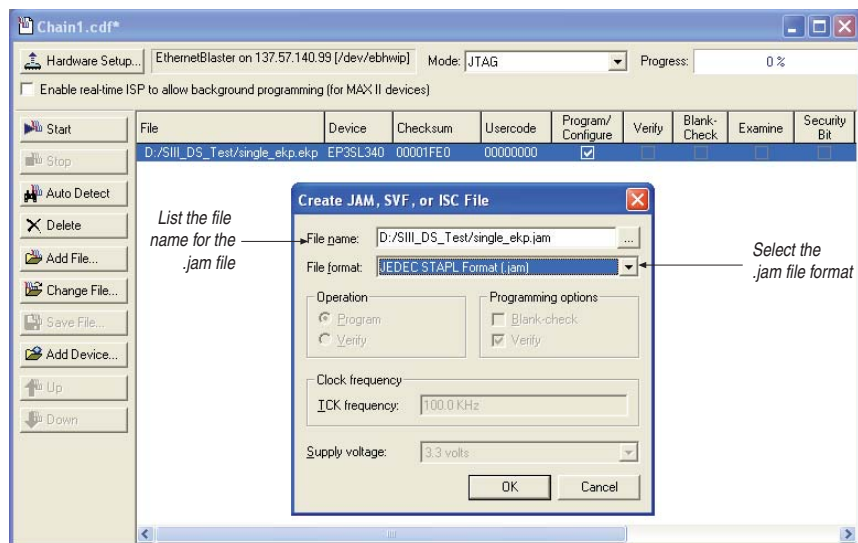 Chain1.cdf*
Hardware Setup... EthernetBlaster on 137.57.140.99 [/dev/ebhwip] Mode: JTAG Progress: 0 %
Enable real-time ISP to allow background programming (for MAX II devices)
Start
Stop
Auto Detect
Delete
Add File...
Change File...
Save File...
Add Device...
Up
Down
File Device Checksum Usercode Program/ Configure Verify Blank- Check Examine Security Bit
D:/SIII_DS_Test/single_ekp.ekp EP3SL340 00001FE0 00000000
List the file
name for the
.jam file
Create JAM, SVF, or ISC File
File name: D:/SIII_DS_Test/single_ekp.jam ...
File format: JEDEC STAPL Format (.jam)
Select the
.jam file format
Operation
Program
Verify
Programming options
Blank-check
Verify
Clock frequency
TCK frequency: 100.0 KHz
Supply voltage: 3.3 volts
OK Cancel